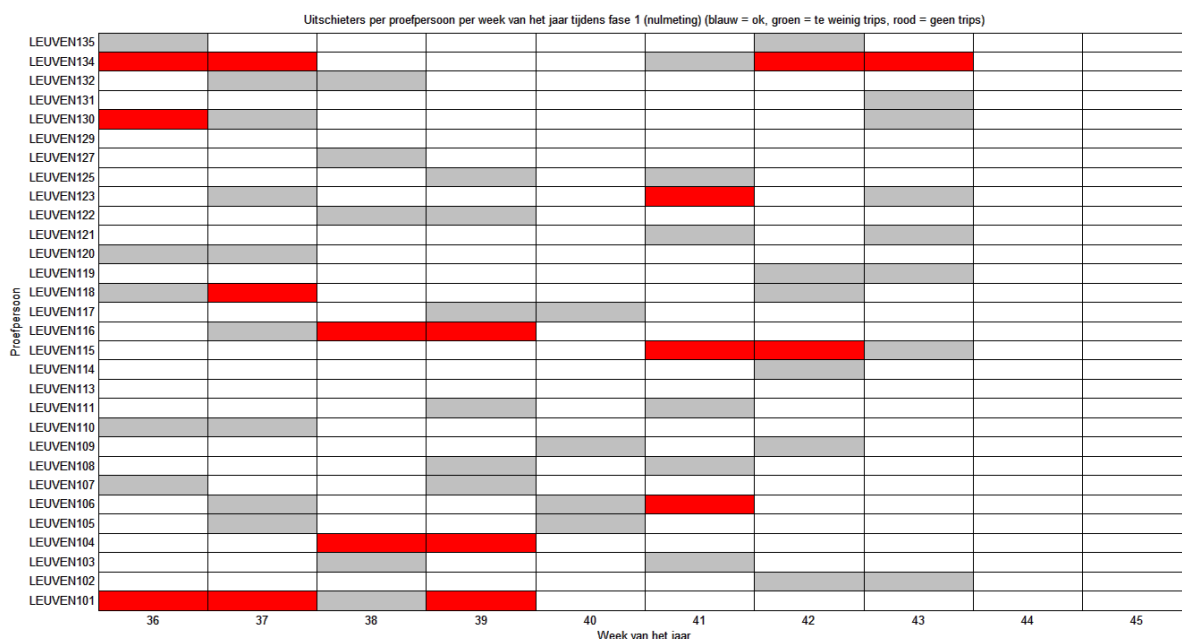 Uitschieters per proefpersoon per week van het jaar tijdens fase 1 (nulmeting) (blauw = ok, groen = te weinig trips, rood = geen trips)
LEUVEN135
LEUVEN134
LEUVEN132
LEUVEN131
LEUVEN130
LEUVEN129
LEUVEN127
LEUVEN125
LEUVEN123
LEUVEN122
LEUVEN121
LEUVEN120
LEUVEN119
LEUVEN118
LEUVEN117
LEUVEN116
LEUVEN115
LEUVEN114
LEUVEN113
LEUVEN111
LEUVEN110
LEUVEN109
LEUVEN108
LEUVEN107
LEUVEN106
LEUVEN105
LEUVEN104
LEUVEN103
LEUVEN102
LEUVEN101
Proefpersoon
36 37 38 39 40 41 42 43 44 45
Week van het jaar